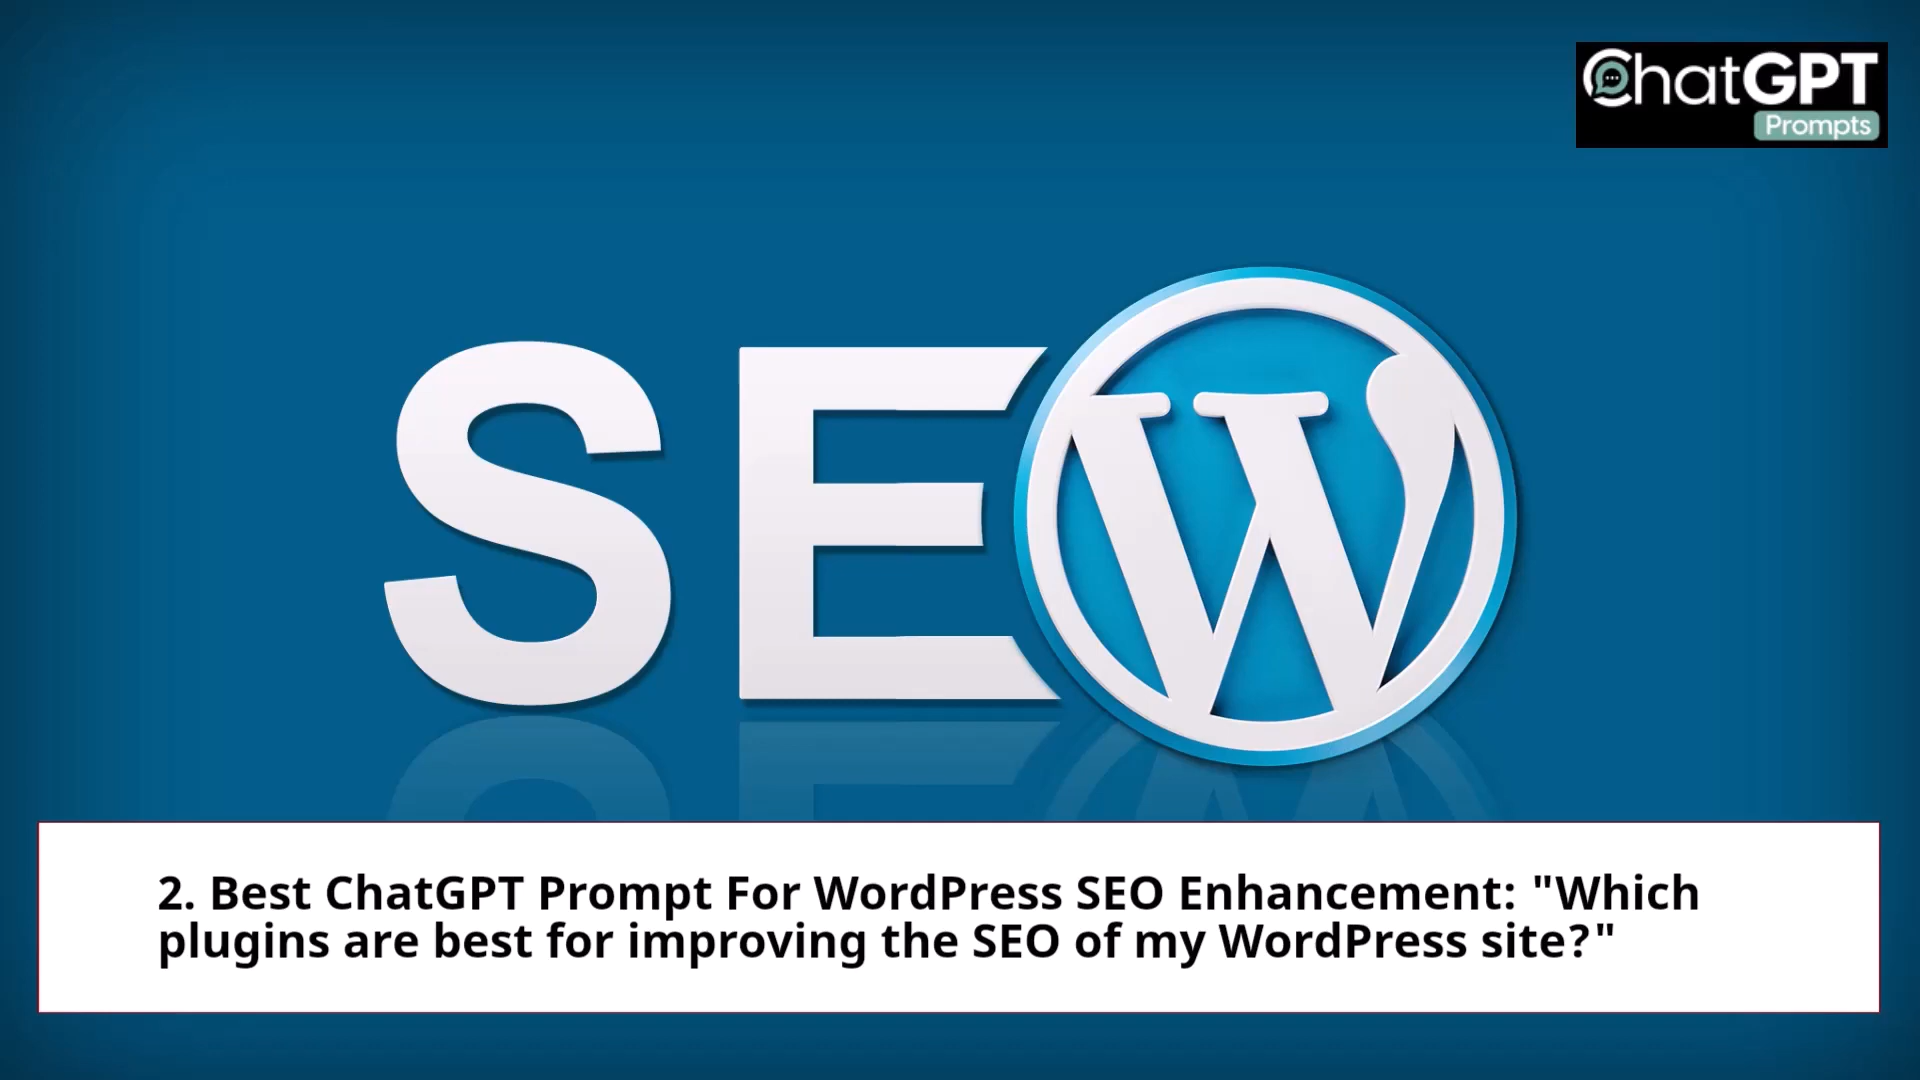 ChatGPT
Prompts
SEW
2. Best ChatGPT Prompt For WordPress SEO Enhancement: "Which
plugins are best for improving the SEO of my WordPress site?"